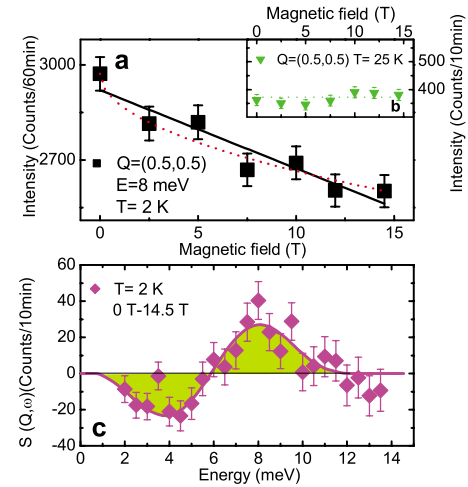 Magnetic field (T)
0 5 10 15
a
3000
2700
Intensity (Counts/60min)
Q=(0.5,0.5) T= 25 K
b
500
400
Intensity (Counts/10min)
Q=(0.5,0.5)
E=8 meV
T= 2 K
0 5 10 15
Magnetic field (T)
60
40
20
0
-20
-40
S (Q,ω)(Counts/10min)
T= 2 K
0 T-14.5 T
c
0 2 4 6 8 10 12 14
Energy (meV)